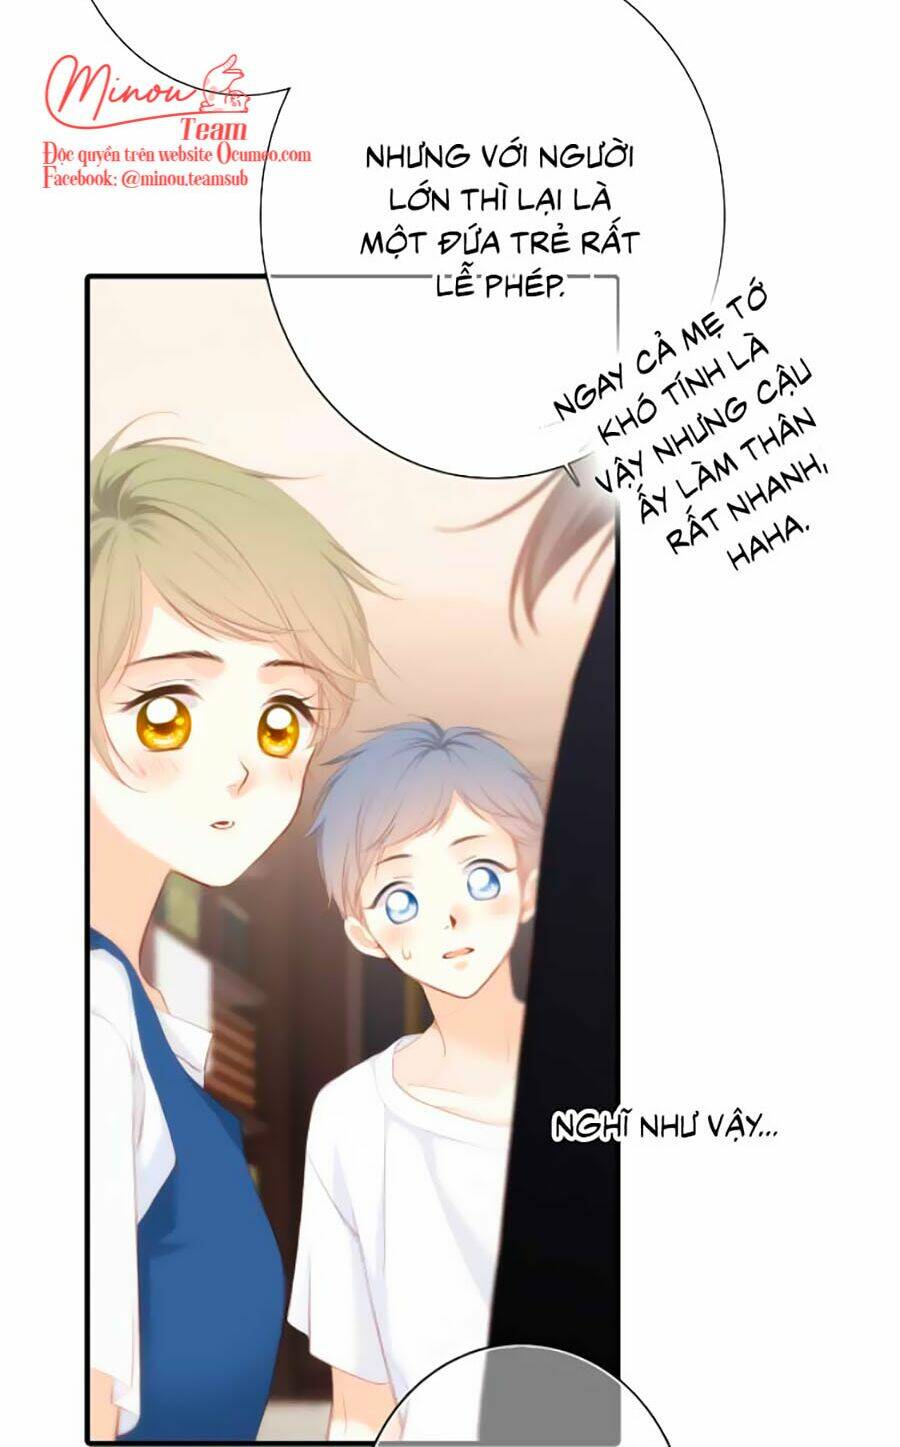 Minou
Team
Độc quyền trên website Ocumeo.com
Facebook: @minou.teamsub
NHƯNG VỚI NGƯỜI
LỚN THÌ LẠI LÀ
MỘT ĐỨA TRẺ RẤT
LỄ PHÉP.
NGAY CẢ MẸ TỚ
KHÓ TÍNH LÀ
VẬY NHƯNG CẬU
ẤY LÀM THÂN
RẤT NHANH,
HAHA.
NGHĨ NHƯ VẬY...